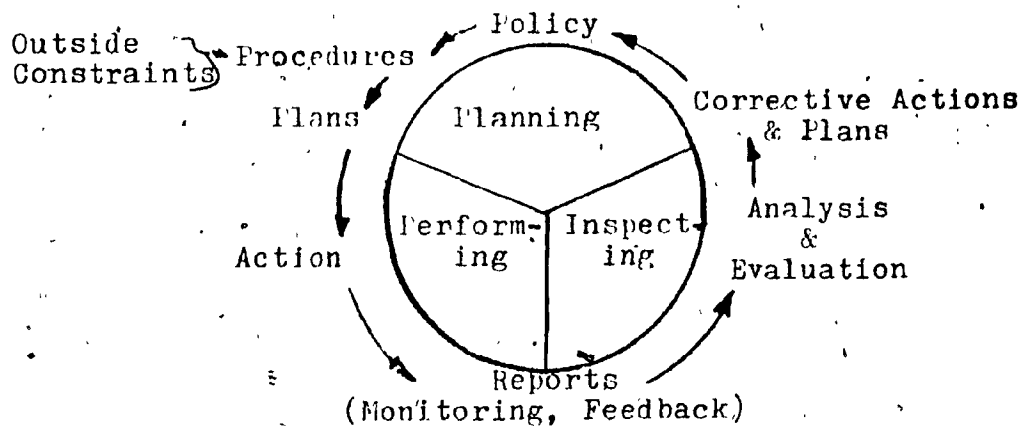 Policy
Outside
Constraints
Procedures
Plans
Planning
Corrective Actions
& Plans
Perform-
ing
Inspect-
ing
Analysis
&
Evaluation
Action
Reports
(Monitoring, Feedback)